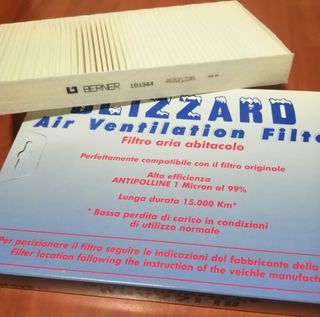 BERNER 181344
BLIZZARD
Air Ventilation Filte
Filtro aria abitacolo
Perfettamente compatibile con il filtro originale
Alta efficienza
ANTIPOLLINE 1 Micron al 99%
Lunga durata 15.000 Km*
* Bassa perdita di carico in condizioni
di utilizzo normale
Per posizionare il filtro seguire le indicazioni del fabbricante della
Filter location following the instruction of the veichle manufact